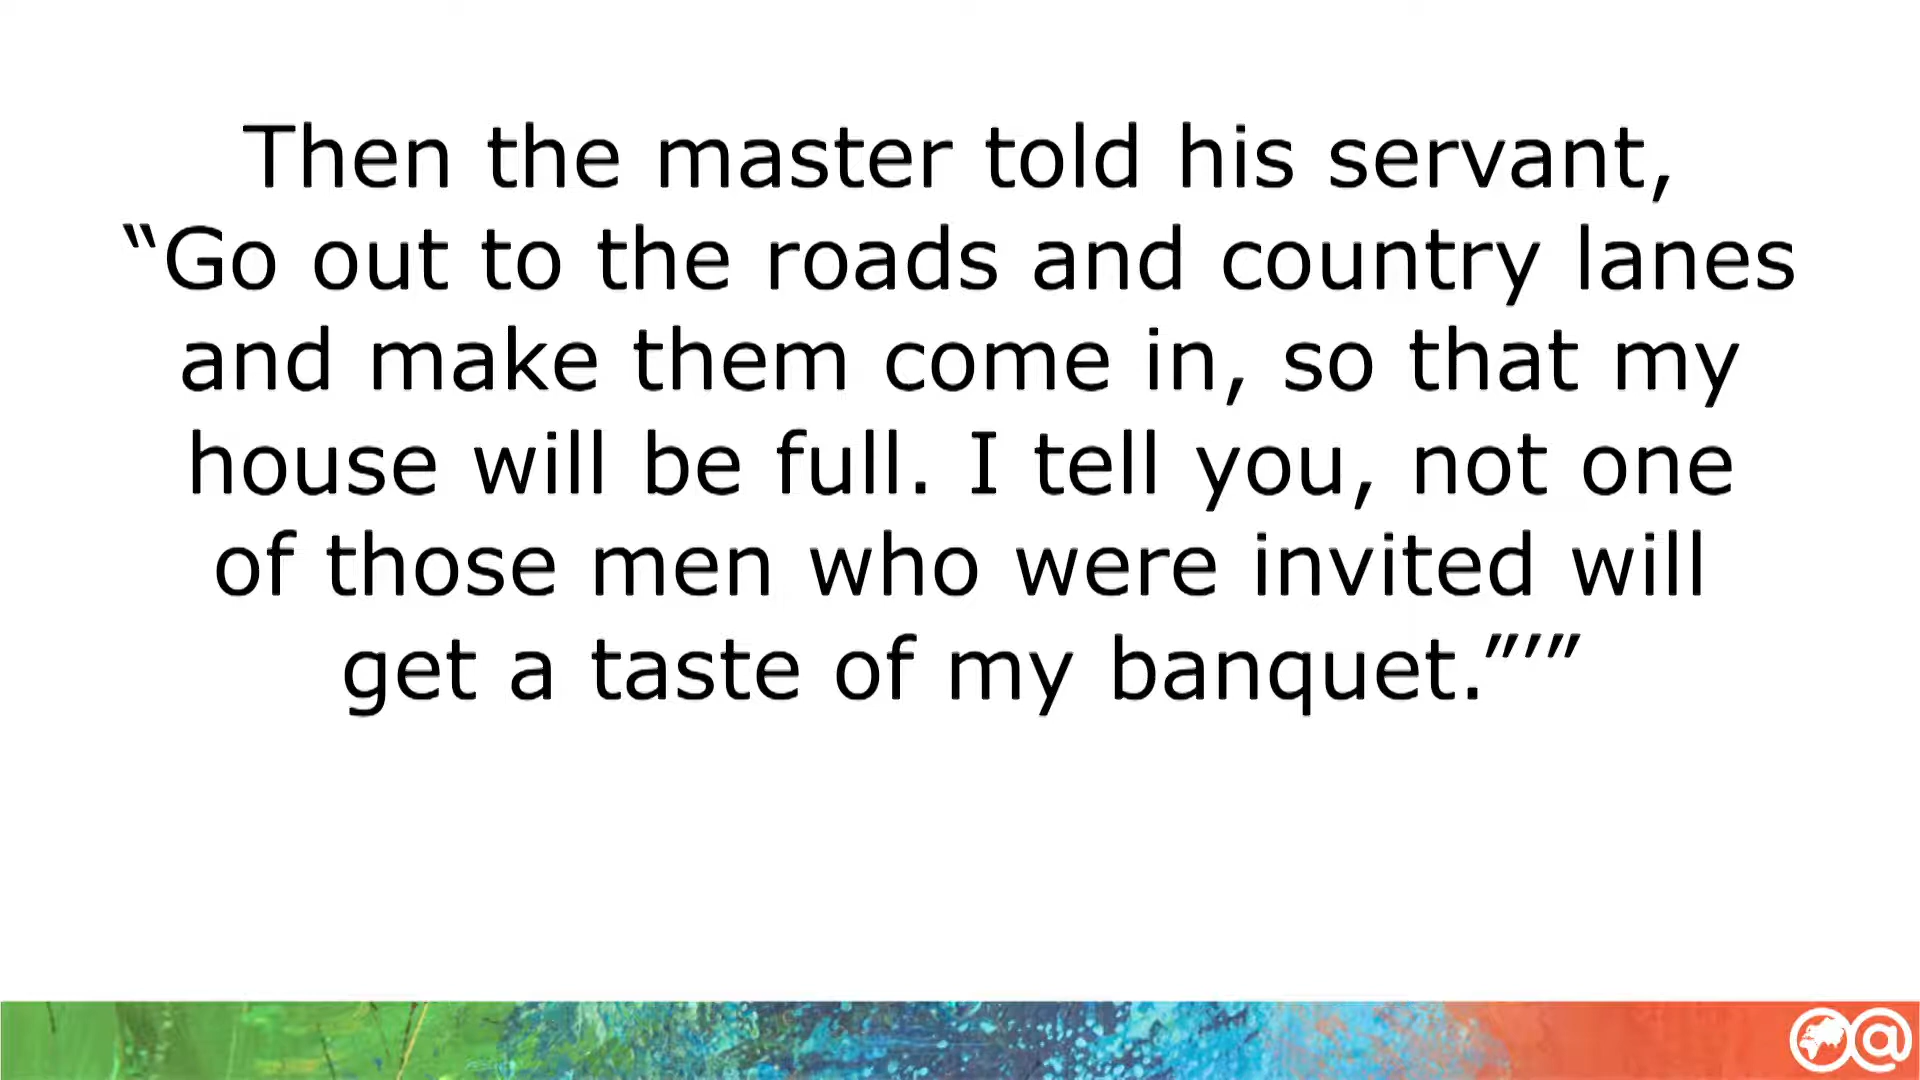 Then the master told his servant,
“Go out to the roads and country lanes
and make them come in, so that my
house will be full. I tell you, not one
of those men who were invited will
get a taste of my banquet.”’”
@